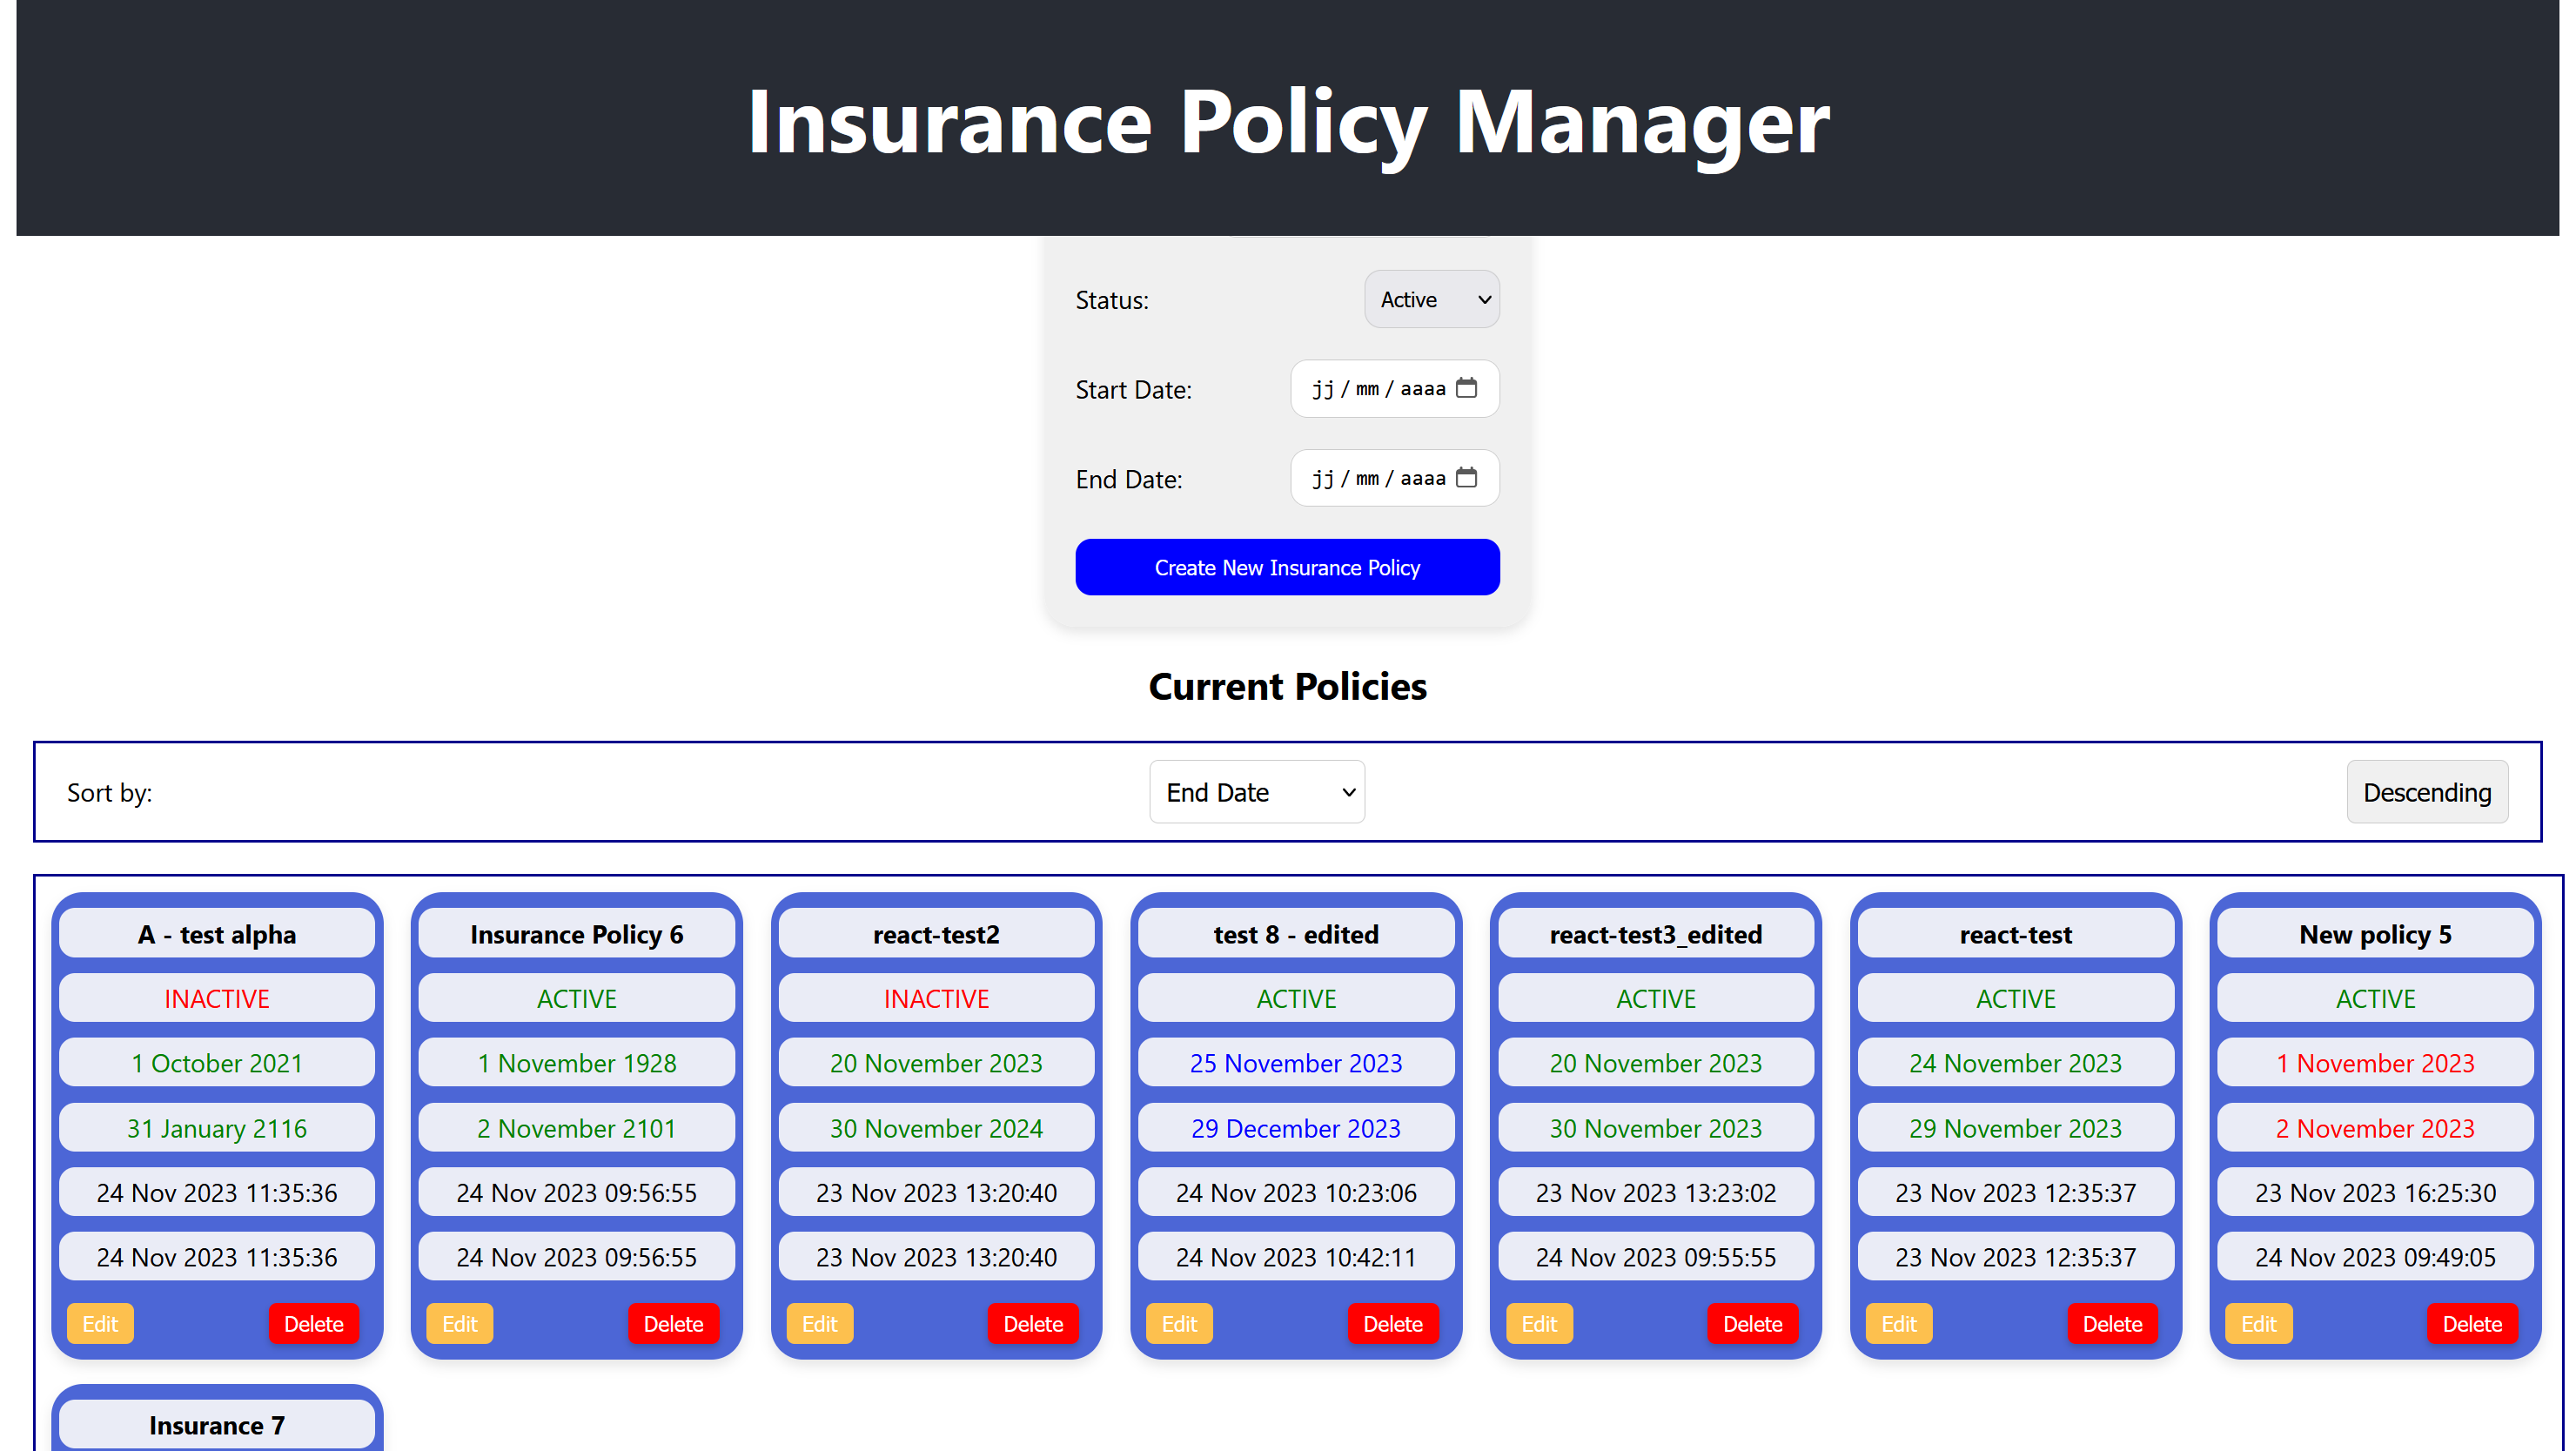 Insurance Policy Manager
Status:
Active
Start Date:
jj/mm/aaaa
End Date:
jj/mm/aaaa
Create New Insurance Policy
Current Policies
Sort by:
End Date
Descending
A - test alpha
INACTIVE
1 October 2021
31 January 2116
24 Nov 2023 11:35:36
24 Nov 2023 11:35:36
Edit
Delete
Insurance Policy 6
ACTIVE
1 November 1928
2 November 2101
24 Nov 2023 09:56:55
24 Nov 2023 09:56:55
Edit
Delete
react-test2
INACTIVE
20 November 2023
30 November 2024
23 Nov 2023 13:20:40
23 Nov 2023 13:20:40
Edit
Delete
test 8 - edited
ACTIVE
25 November 2023
29 December 2023
24 Nov 2023 10:23:06
24 Nov 2023 10:42:11
Edit
Delete
react-test3_edited
ACTIVE
20 November 2023
30 November 2023
23 Nov 2023 13:23:02
24 Nov 2023 09:55:55
Edit
Delete
react-test
ACTIVE
24 November 2023
29 November 2023
23 Nov 2023 12:35:37
23 Nov 2023 12:35:37
Edit
Delete
New policy 5
ACTIVE
1 November 2023
2 November 2023
23 Nov 2023 16:25:30
24 Nov 2023 09:49:05
Edit
Delete
Insurance 7